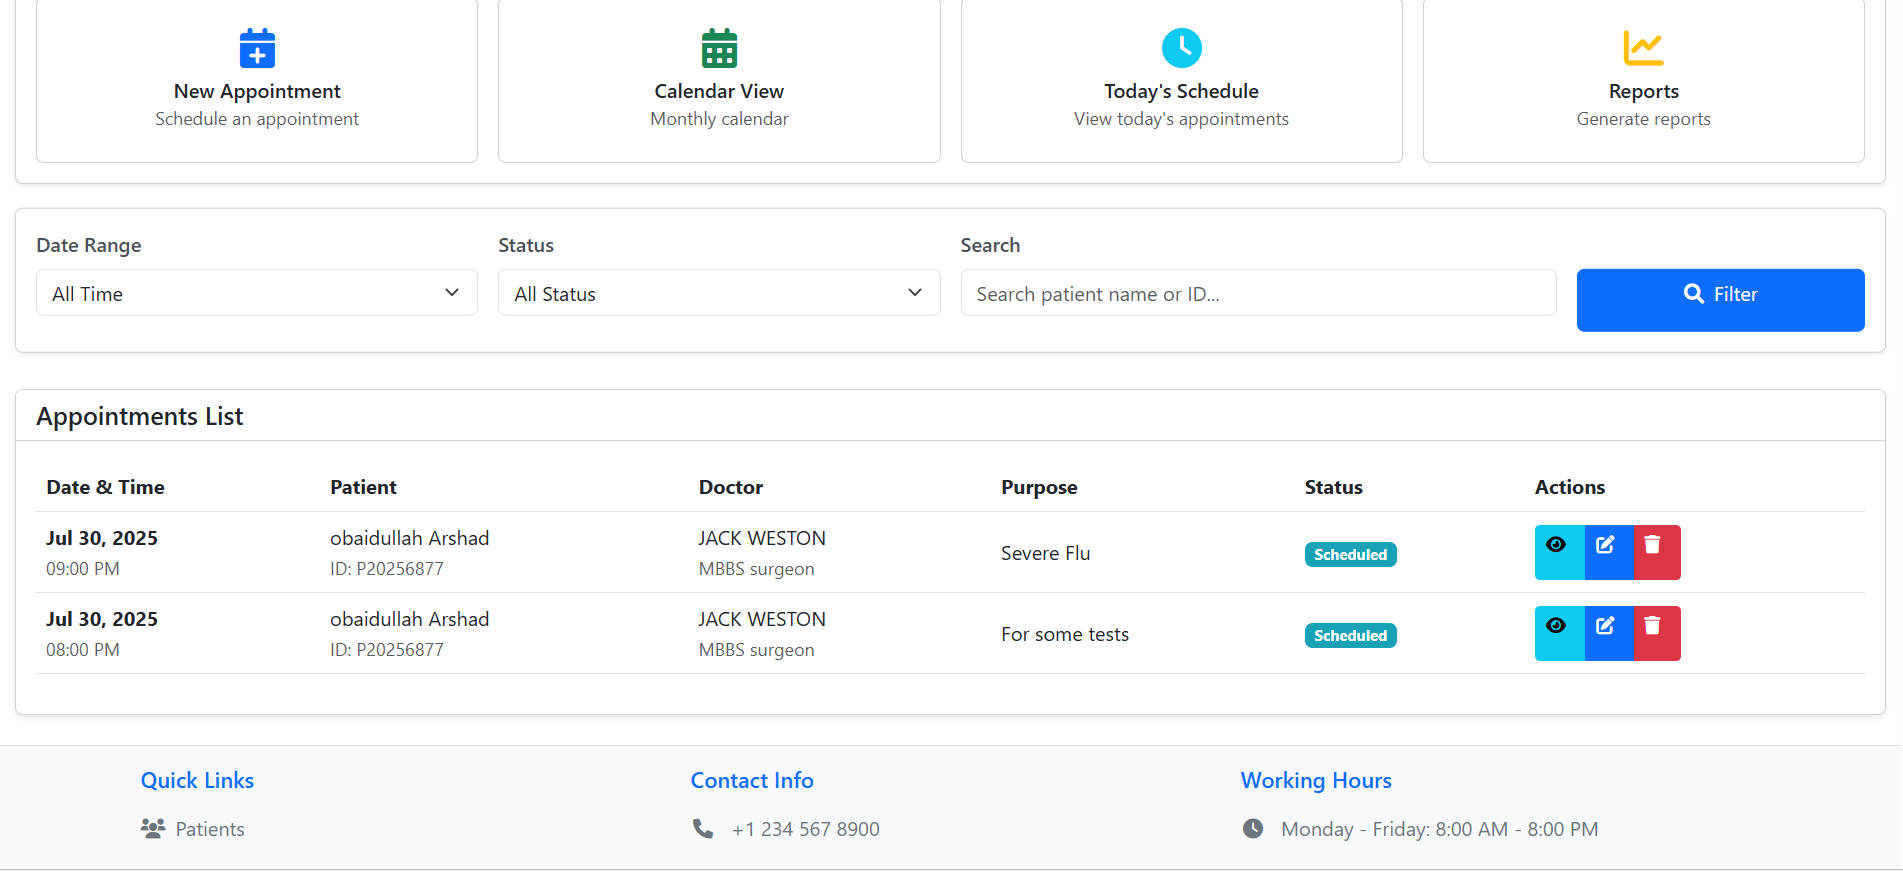 New Appointment
Schedule an appointment
Calendar View
Monthly calendar
Today's Schedule
View today's appointments
Reports
Generate reports
Date Range
Status
Search
All Time
All Status
Search patient name or ID...
Filter
Appointments List
Date & Time Patient Doctor Purpose Status Actions
Jul 30, 2025 obaidullah Arshad JACK WESTON Severe Flu Scheduled
09:00 PM ID: P20256877 MBBS surgeon
Jul 30, 2025 obaidullah Arshad JACK WESTON For some tests Scheduled
08:00 PM ID: P20256877 MBBS surgeon
Quick Links
Patients
Contact Info
+1 234 567 8900
Working Hours
Monday - Friday: 8:00 AM - 8:00 PM